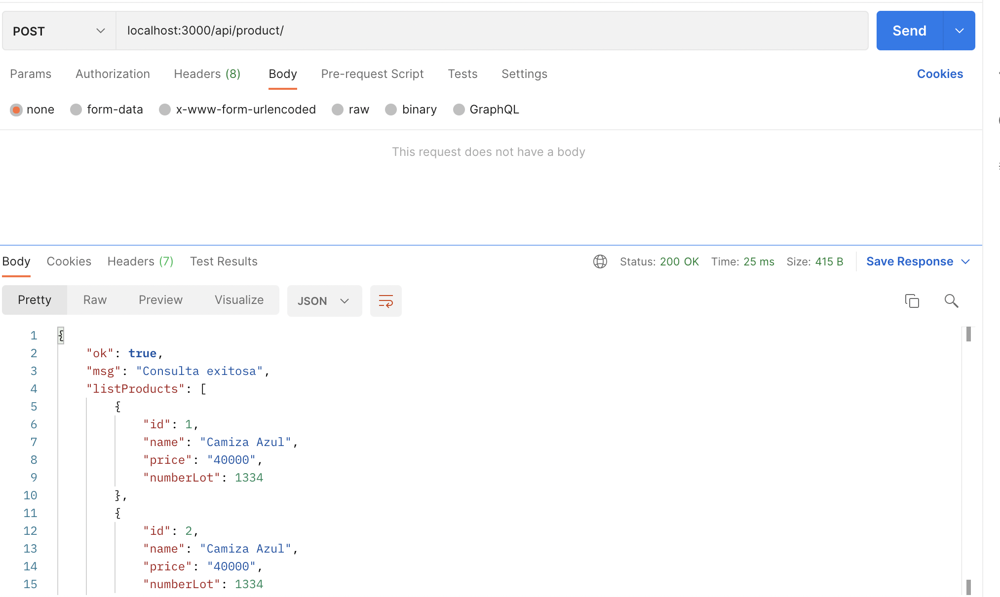 POST localhost:3000/api/product/ Send
Params Authorization Headers (8) Body Pre-request Script Tests Settings Cookies
none form-data x-www-form-urlencoded raw binary GraphQL
This request does not have a body
Body Cookies Headers (7) Test Results Status: 200 OK Time: 25 ms Size: 415 B Save Response
Pretty Raw Preview Visualize JSON
1 {
2 "ok": true,
3 "msg": "Consulta exitosa",
4 "listProducts": [
5 {
6 "id": 1,
7 "name": "Camiza Azul",
8 "price": "40000",
9 "numberLot": 1334
10 },
11 {
12 "id": 2,
13 "name": "Camiza Azul",
14 "price": "40000",
15 "numberLot": 1334